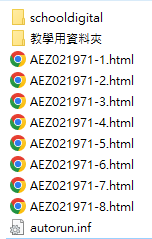 schooldigital
教學用資料夾
AEZ021971-1.html
AEZ021971-2.html
AEZ021971-3.html
AEZ021971-4.html
AEZ021971-5.html
AEZ021971-6.html
AEZ021971-7.html
AEZ021971-8.html
autorun.inf